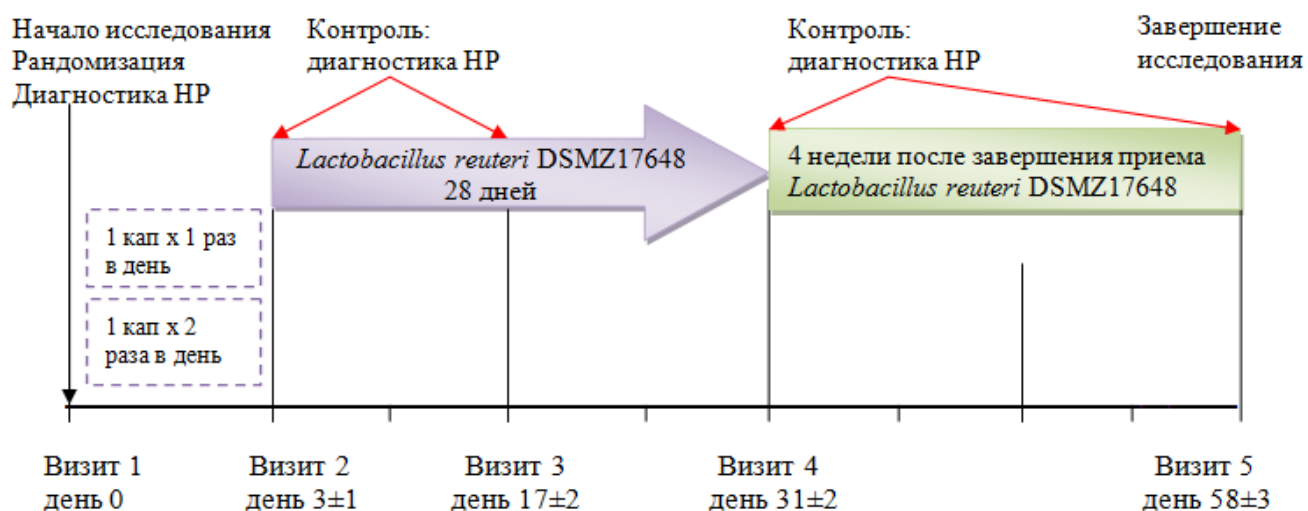 Начало исследования
Рандомизация
Диагностика НР
Контроль:
диагностика НР
Контроль:
диагностика НР
Завершение
исследования
Lactobacillus reuteri DSMZ17648
28 дней
4 недели после завершения приема
Lactobacillus reuteri DSMZ17648
1 кап х 1 раз
в день
1 кап х 2
раза в день
Визит 1
день 0
Визит 2
день 3±1
Визит 3
день 17±2
Визит 4
день 31±2
Визит 5
день 58±3